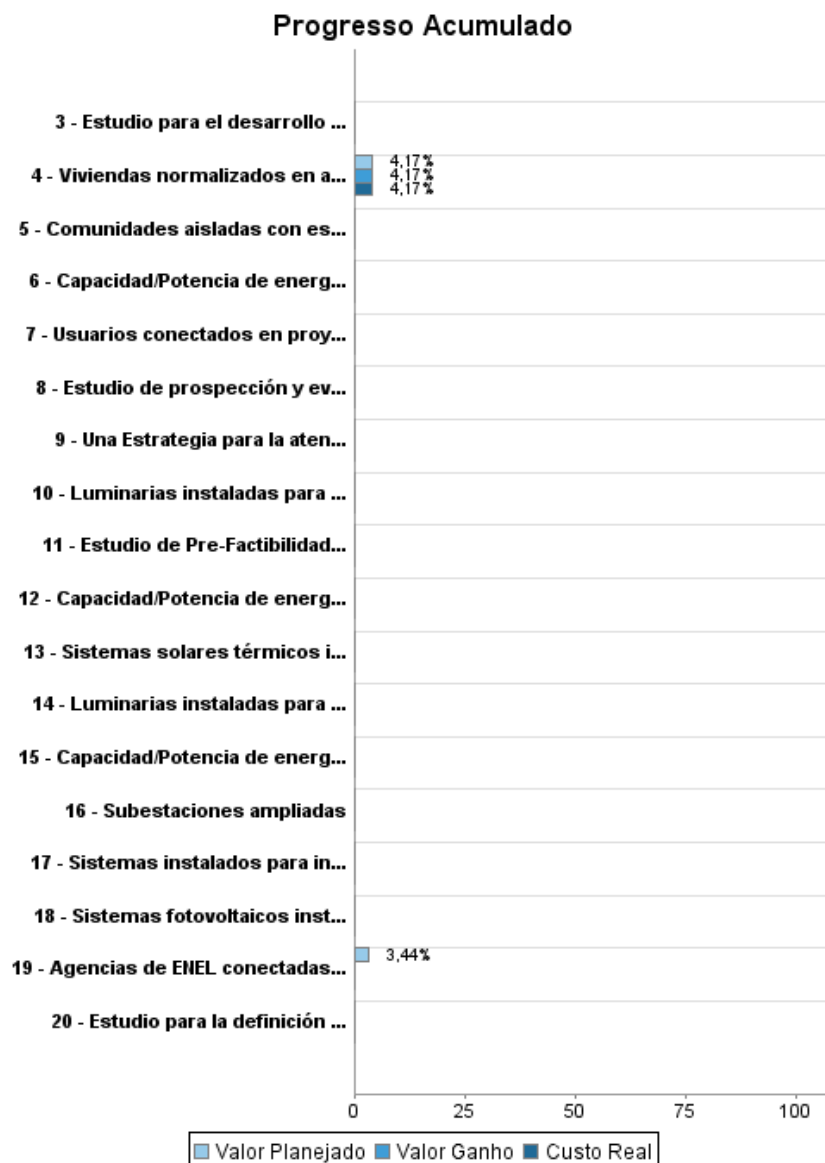 Progresso Acumulado
3 - Estudio para el desarrollo ...
4,17%
4 - Viviendas normalizados en a...
4,17%
4,17%
5 - Comunidades aisladas con es...
6 - Capacidad/Potencia de energ...
7 - Usuarios conectados en proy...
8 - Estudio de prospección y ev...
9 - Una Estrategia para la aten...
10 - Luminarias instaladas para ...
11 - Estudio de Pre-Factibilidad...
12 - Capacidad/Potencia de energ...
13 - Sistemas solares térmicos i...
14 - Luminarias instaladas para ...
15 - Capacidad/Potencia de energ...
16 - Subestaciones ampliadas
17 - Sistemas instalados para in...
18 - Sistemas fotovoltaicos inst...
3,44%
19 - Agencias de ENEL conectadas...
20 - Estudio para la definición ...
0 25 50 75 100
Valor Planejado Valor Ganho Custo Real